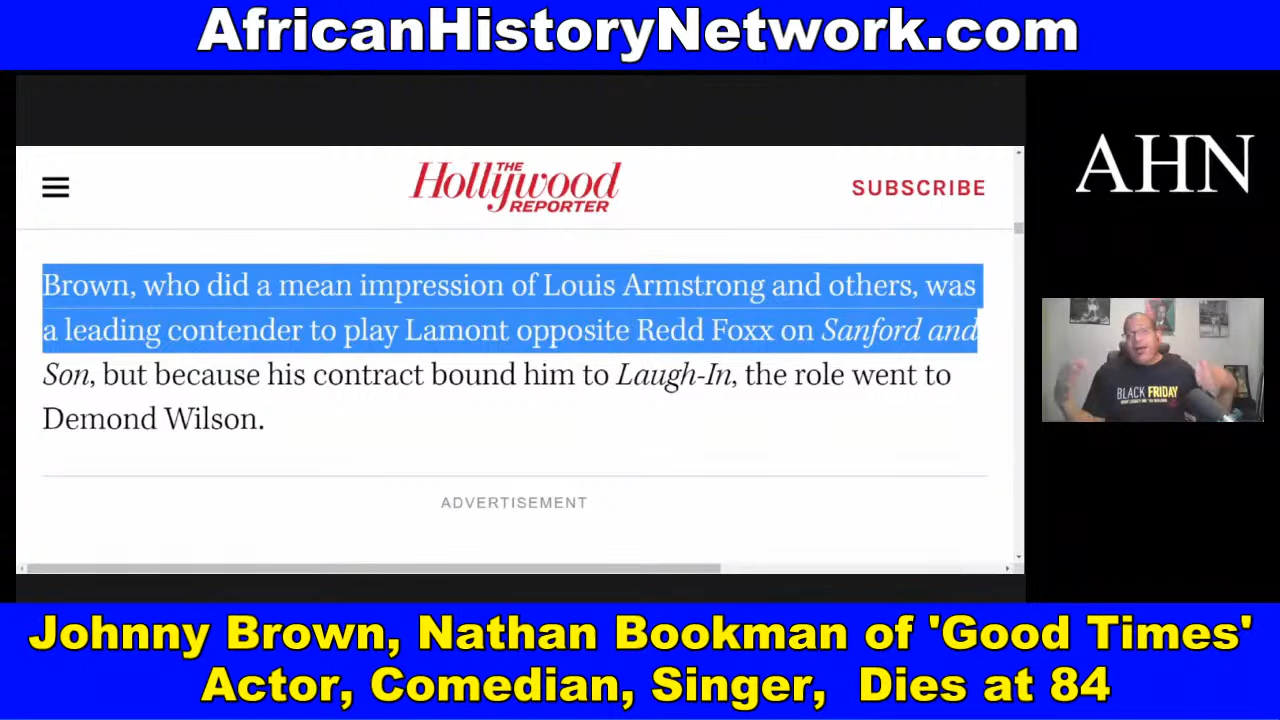 AfricanHistoryNetwork.com
THE
Hollywood
REPORTER
SUBSCRIBE
AHN
Brown, who did a mean impression of Louis Armstrong and others, was
a leading contender to play Lamont opposite Redd Foxx on Sanford and
Son, but because his contract bound him to Laugh-In, the role went to
Demond Wilson.
BLACK FRIDAY
ADVERTISEMENT
Johnny Brown, Nathan Bookman of 'Good Times'
Actor, Comedian, Singer, Dies at 84